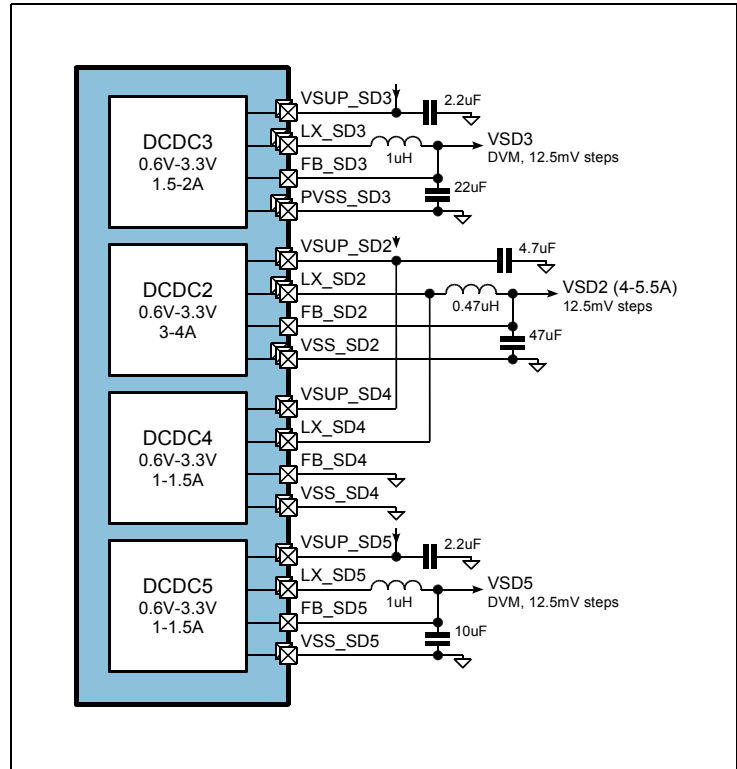 VSUP_SD3
2.2uF
DCDC3
0.6V-3.3V
1.5-2A
LX_SD3
1uH
VSD3
DVM, 12.5mV steps
FB_SD3
22uF
PVSS_SD3
VSUP_SD2
4.7uF
DCDC2
0.6V-3.3V
3-4A
LX_SD2
0.47uH
VSD2 (4-5.5A)
12.5mV steps
FB_SD2
47uF
VSS_SD2
VSUP_SD4
DCDC4
0.6V-3.3V
1-1.5A
LX_SD4
FB_SD4
VSS_SD4
VSUP_SD5
2.2uF
DCDC5
0.6V-3.3V
1-1.5A
LX_SD5
1uH
VSD5
DVM, 12.5mV steps
FB_SD5
10uF
VSS_SD5